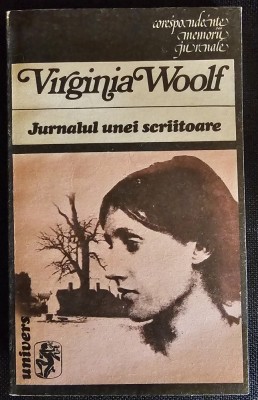 corespondențe
memorii
jurnale
Virginia Woolf
Jurnalul unei scriitoare
univers